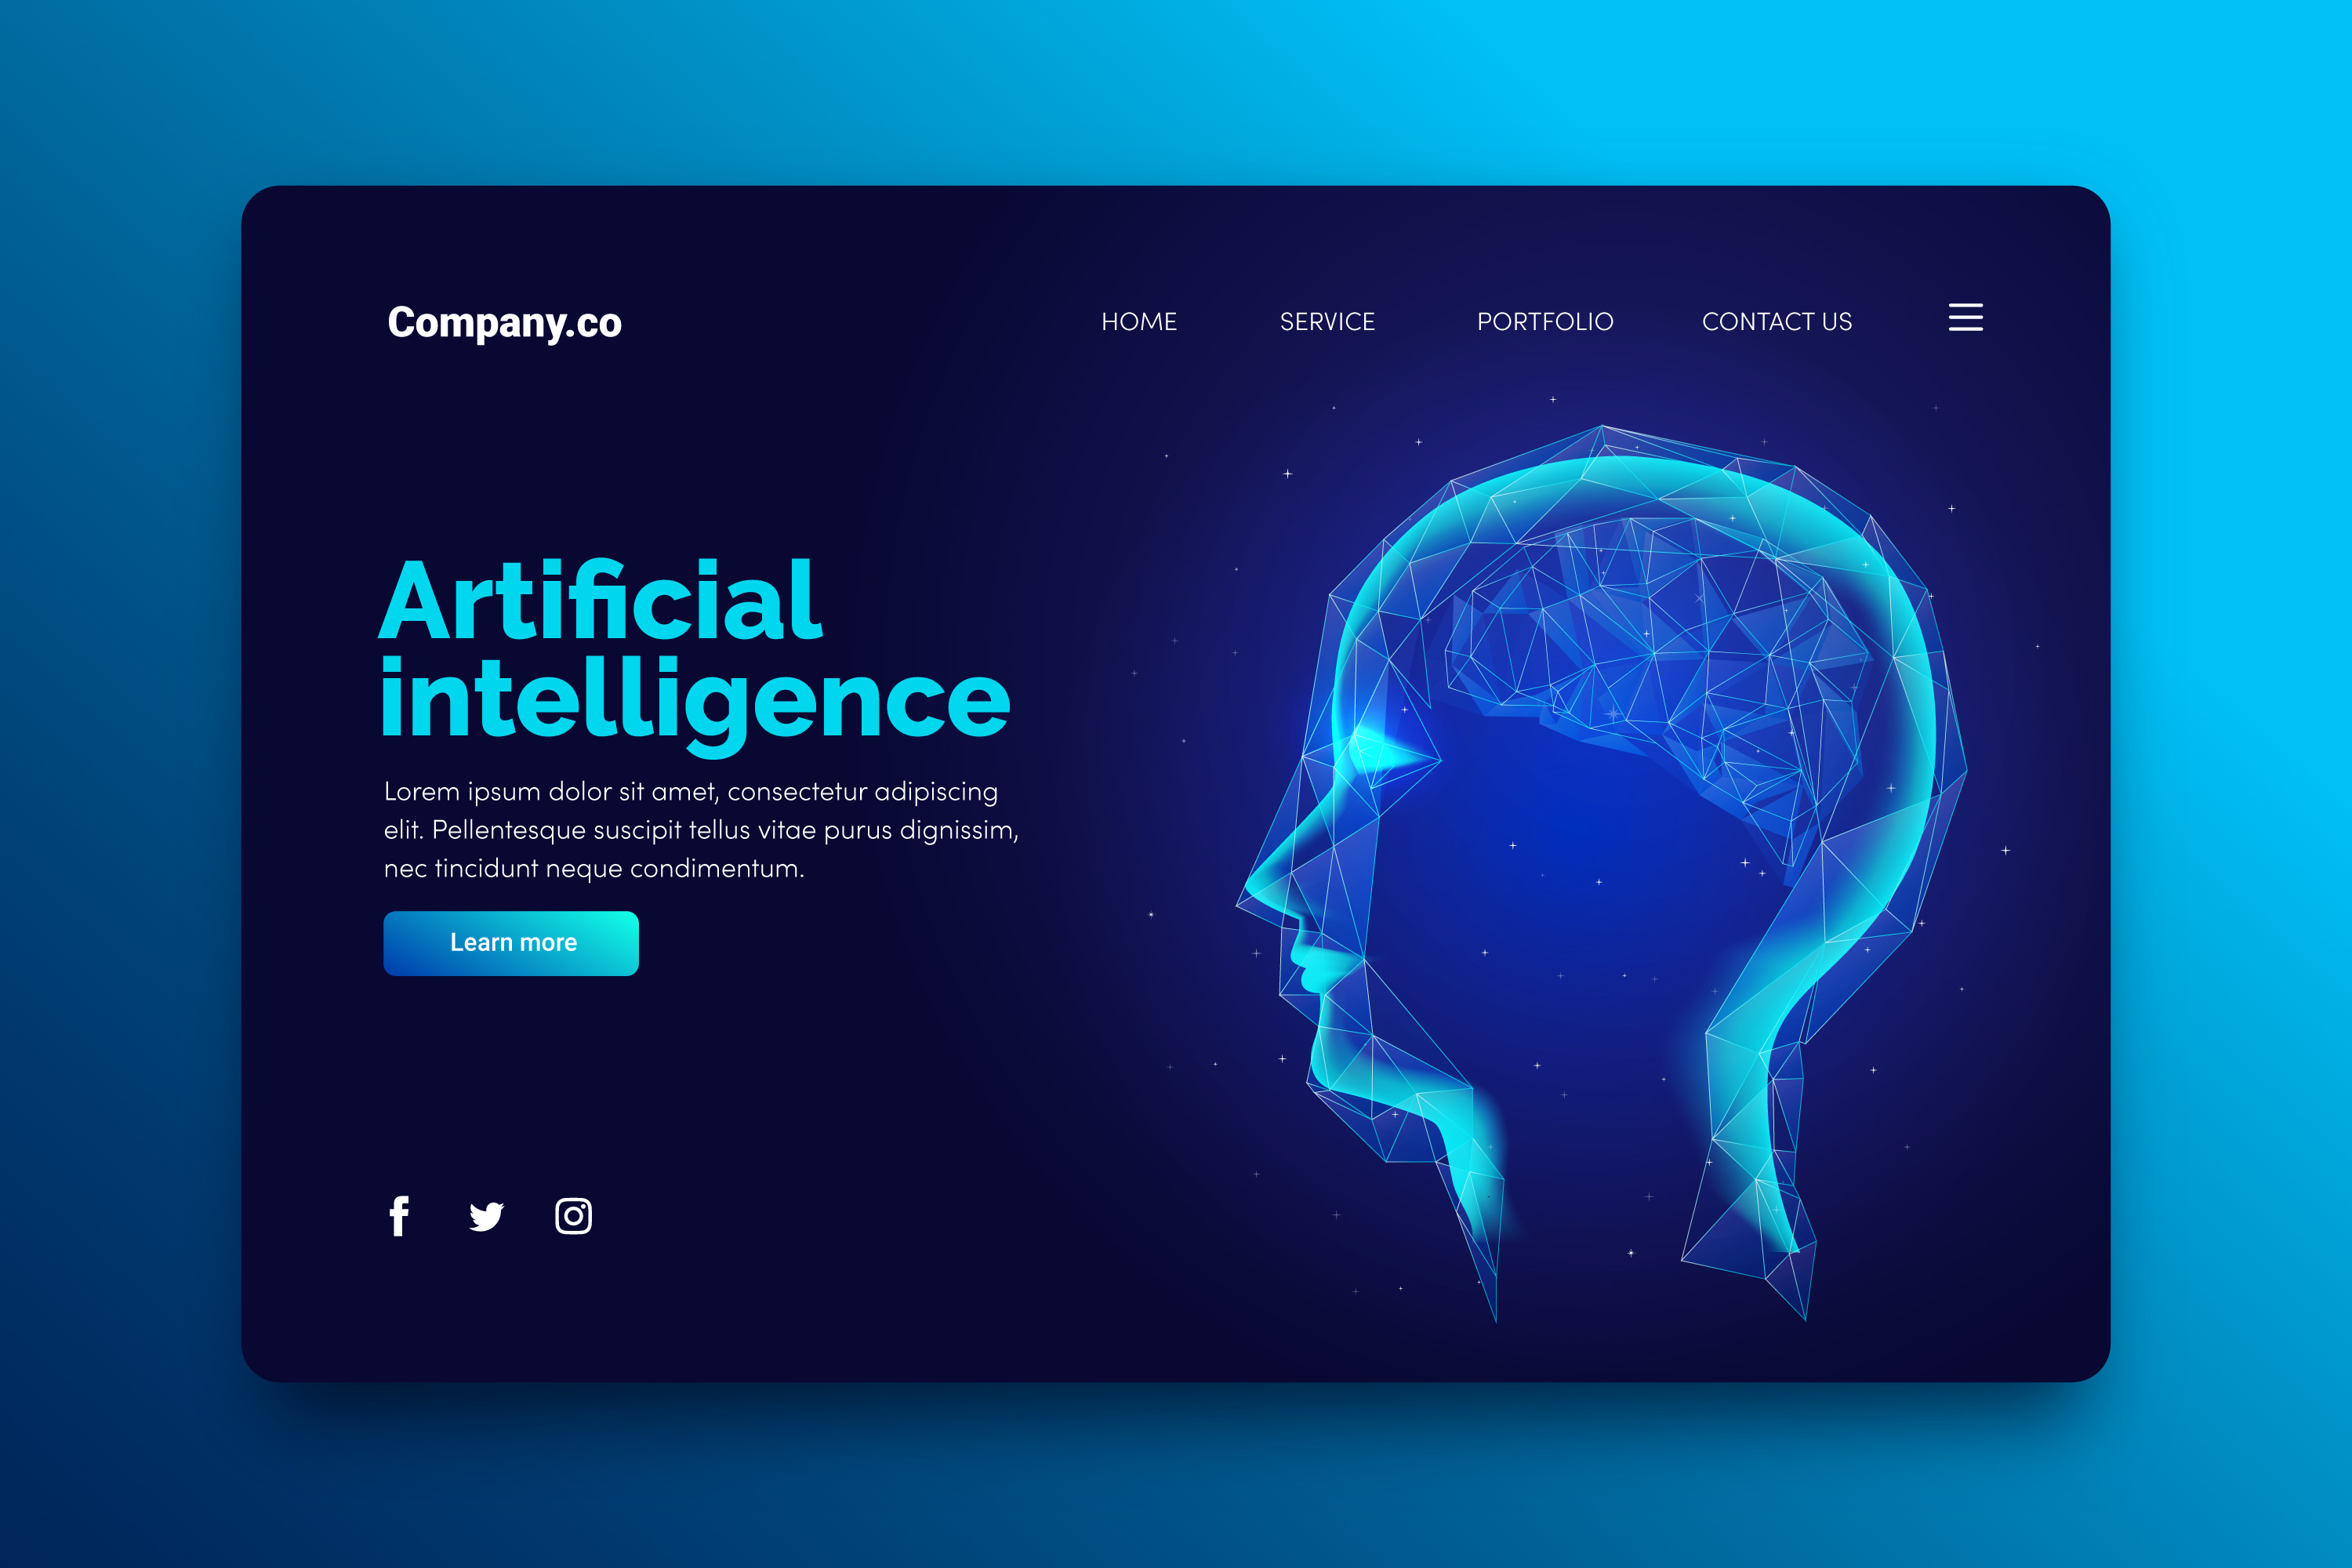 Company.co
HOME SERVICE PORTFOLIO CONTACT US
Artificial
intelligence
Lorem ipsum dolor sit amet, consectetur adipiscing
elit. Pellentesque suscipit tellus vitae purus dignissim,
nec tincidunt neque condimentum.
Learn more